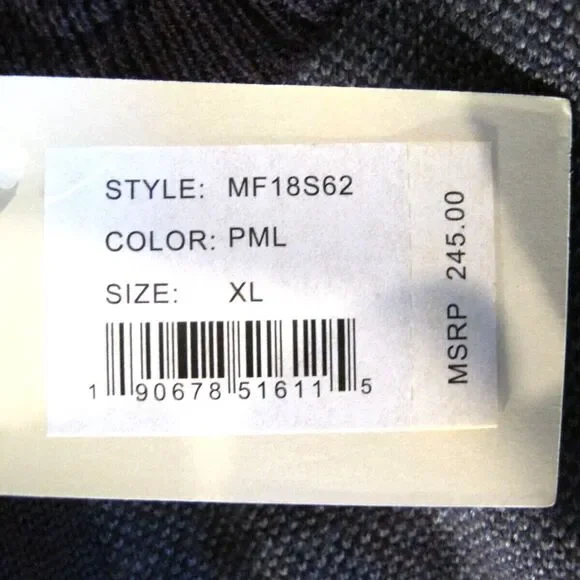 STYLE: MF18S62
COLOR: PML
SIZE: XL
1 90678 51611 5
MSRP 245.00